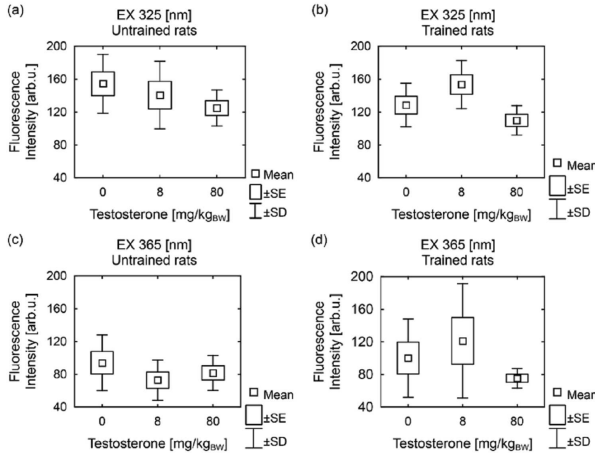 (a)
EX 325 [nm]
Untrained rats
Fluorescence
Intensity [arb.u.]
200
160
120
80
40
0
8
80
Testosterone [mg/kgBW]
Mean
±SE
±SD
(b)
EX 325 [nm]
Trained rats
Fluorescence
Intensity [arb.u.]
200
160
120
80
40
0
8
80
Testosterone [mg/kgBW]
Mean
±SE
±SD
(c)
EX 365 [nm]
Untrained rats
Fluorescence
Intensity [arb.u.]
200
160
120
80
40
0
8
80
Testosterone [mg/kgBW]
Mean
±SE
±SD
(d)
EX 365 [nm]
Trained rats
Fluorescence
Intensity [arb.u.]
200
160
120
80
40
0
8
80
Testosterone [mg/kgBW]
Mean
±SE
±SD